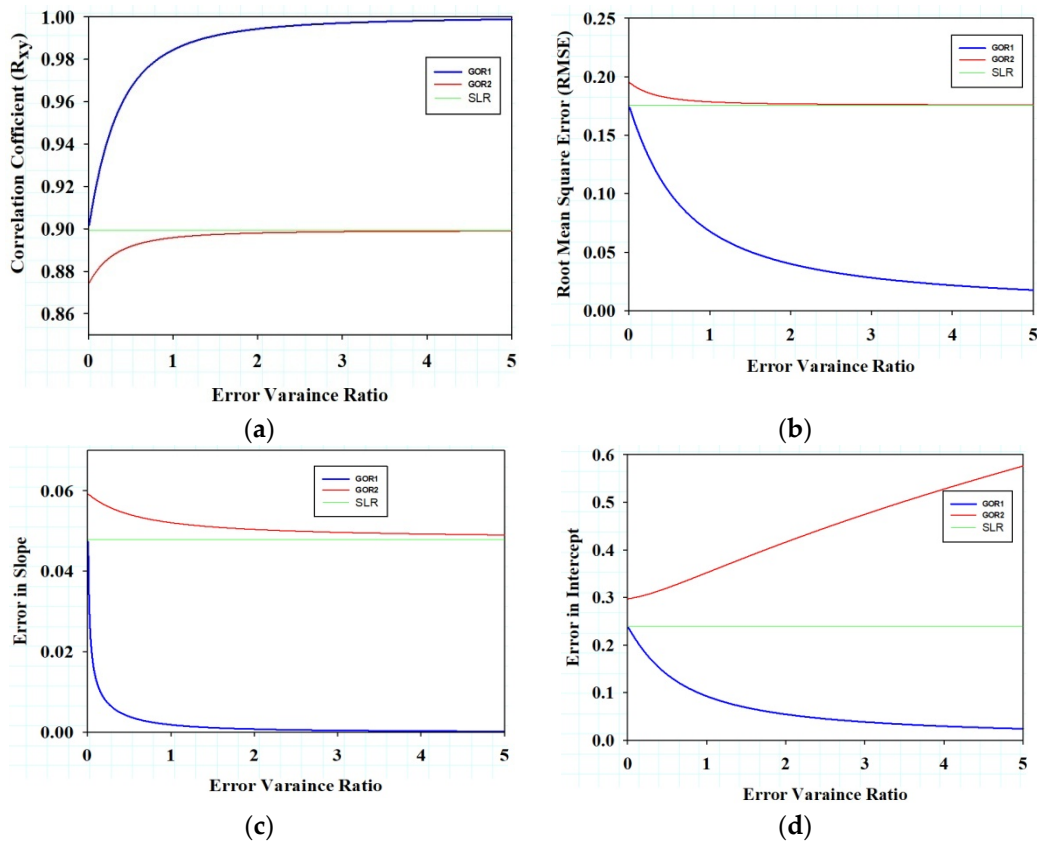 Correlation Cofficient (Rxy)
1.00
0.98
0.96
0.94
0.92
0.90
0.88
0.86
GOR1
GOR2
SLR
0 1 2 3 4 5
Error Varaince Ratio
(a)
Root Mean Square Error (RMSE)
0.25
0.20
0.15
0.10
0.05
0.00
GOR1
GOR2
SLR
0 1 2 3 4 5
Error Varaince Ratio
(b)
Error in Slope
0.06
0.04
0.02
0.00
GOR1
GOR2
SLR
0 1 2 3 4 5
Error Varaince Ratio
(c)
Error in Intercept
0.6
0.5
0.4
0.3
0.2
0.1
0.0
GOR1
GOR2
SLR
0 1 2 3 4 5
Error Varaince Ratio
(d)